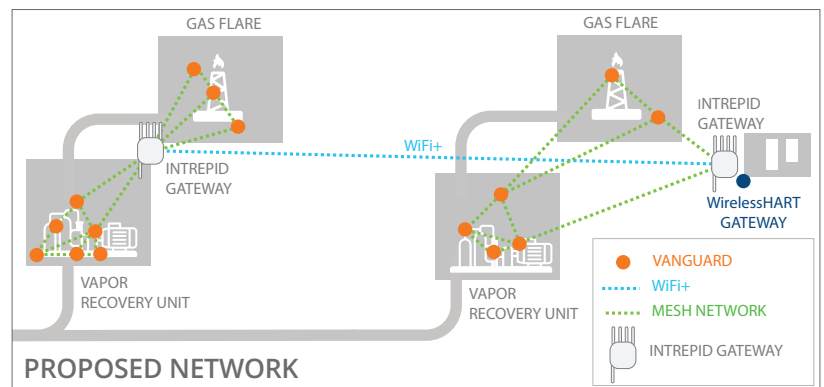 GAS FLARE
GAS FLARE
INTREPID
GATEWAY
WiFi+
INTREPID
GATEWAY
WirelessHART
GATEWAY
VAPOR
RECOVERY UNIT
VAPOR
RECOVERY UNIT
VANGUARD
WiFi+
MESH NETWORK
INTREPID GATEWAY
PROPOSED NETWORK